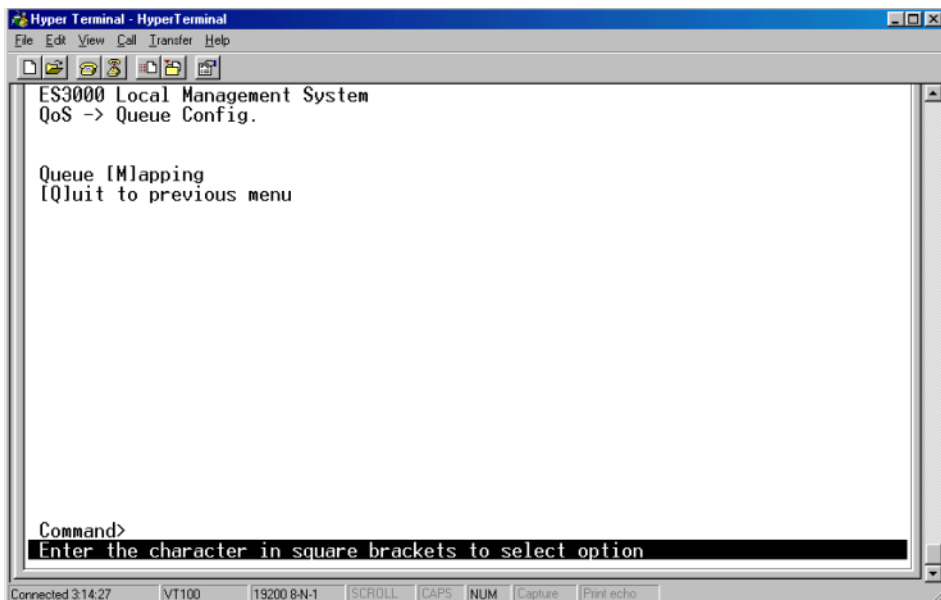 Hyper Terminal - HyperTerminal
File Edit View Call Transfer Help
ES3000 Local Management System
QoS -> Queue Config.
Queue [M]apping
[Q]uit to previous menu
Command>
Enter the character in square brackets to select option
Connected 3:14:27 VT100 19200 8-N-1 SCROLL CAPS NUM Capture Print echo